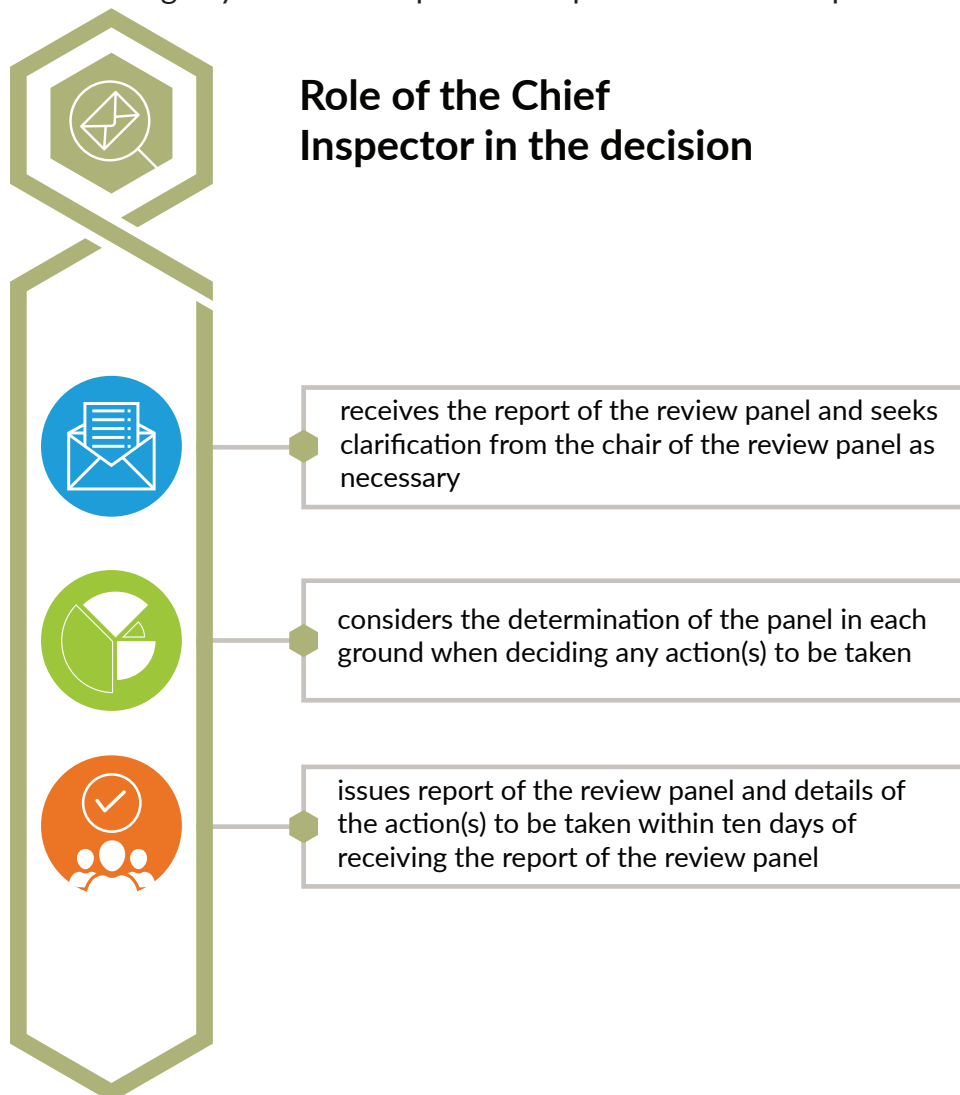 Role of the Chief
Inspector in the decision
receives the report of the review panel and seeks
clarification from the chair of the review panel as
necessary
considers the determination of the panel in each
ground when deciding any action(s) to be taken
issues report of the review panel and details of
the action(s) to be taken within ten days of
receiving the report of the review panel